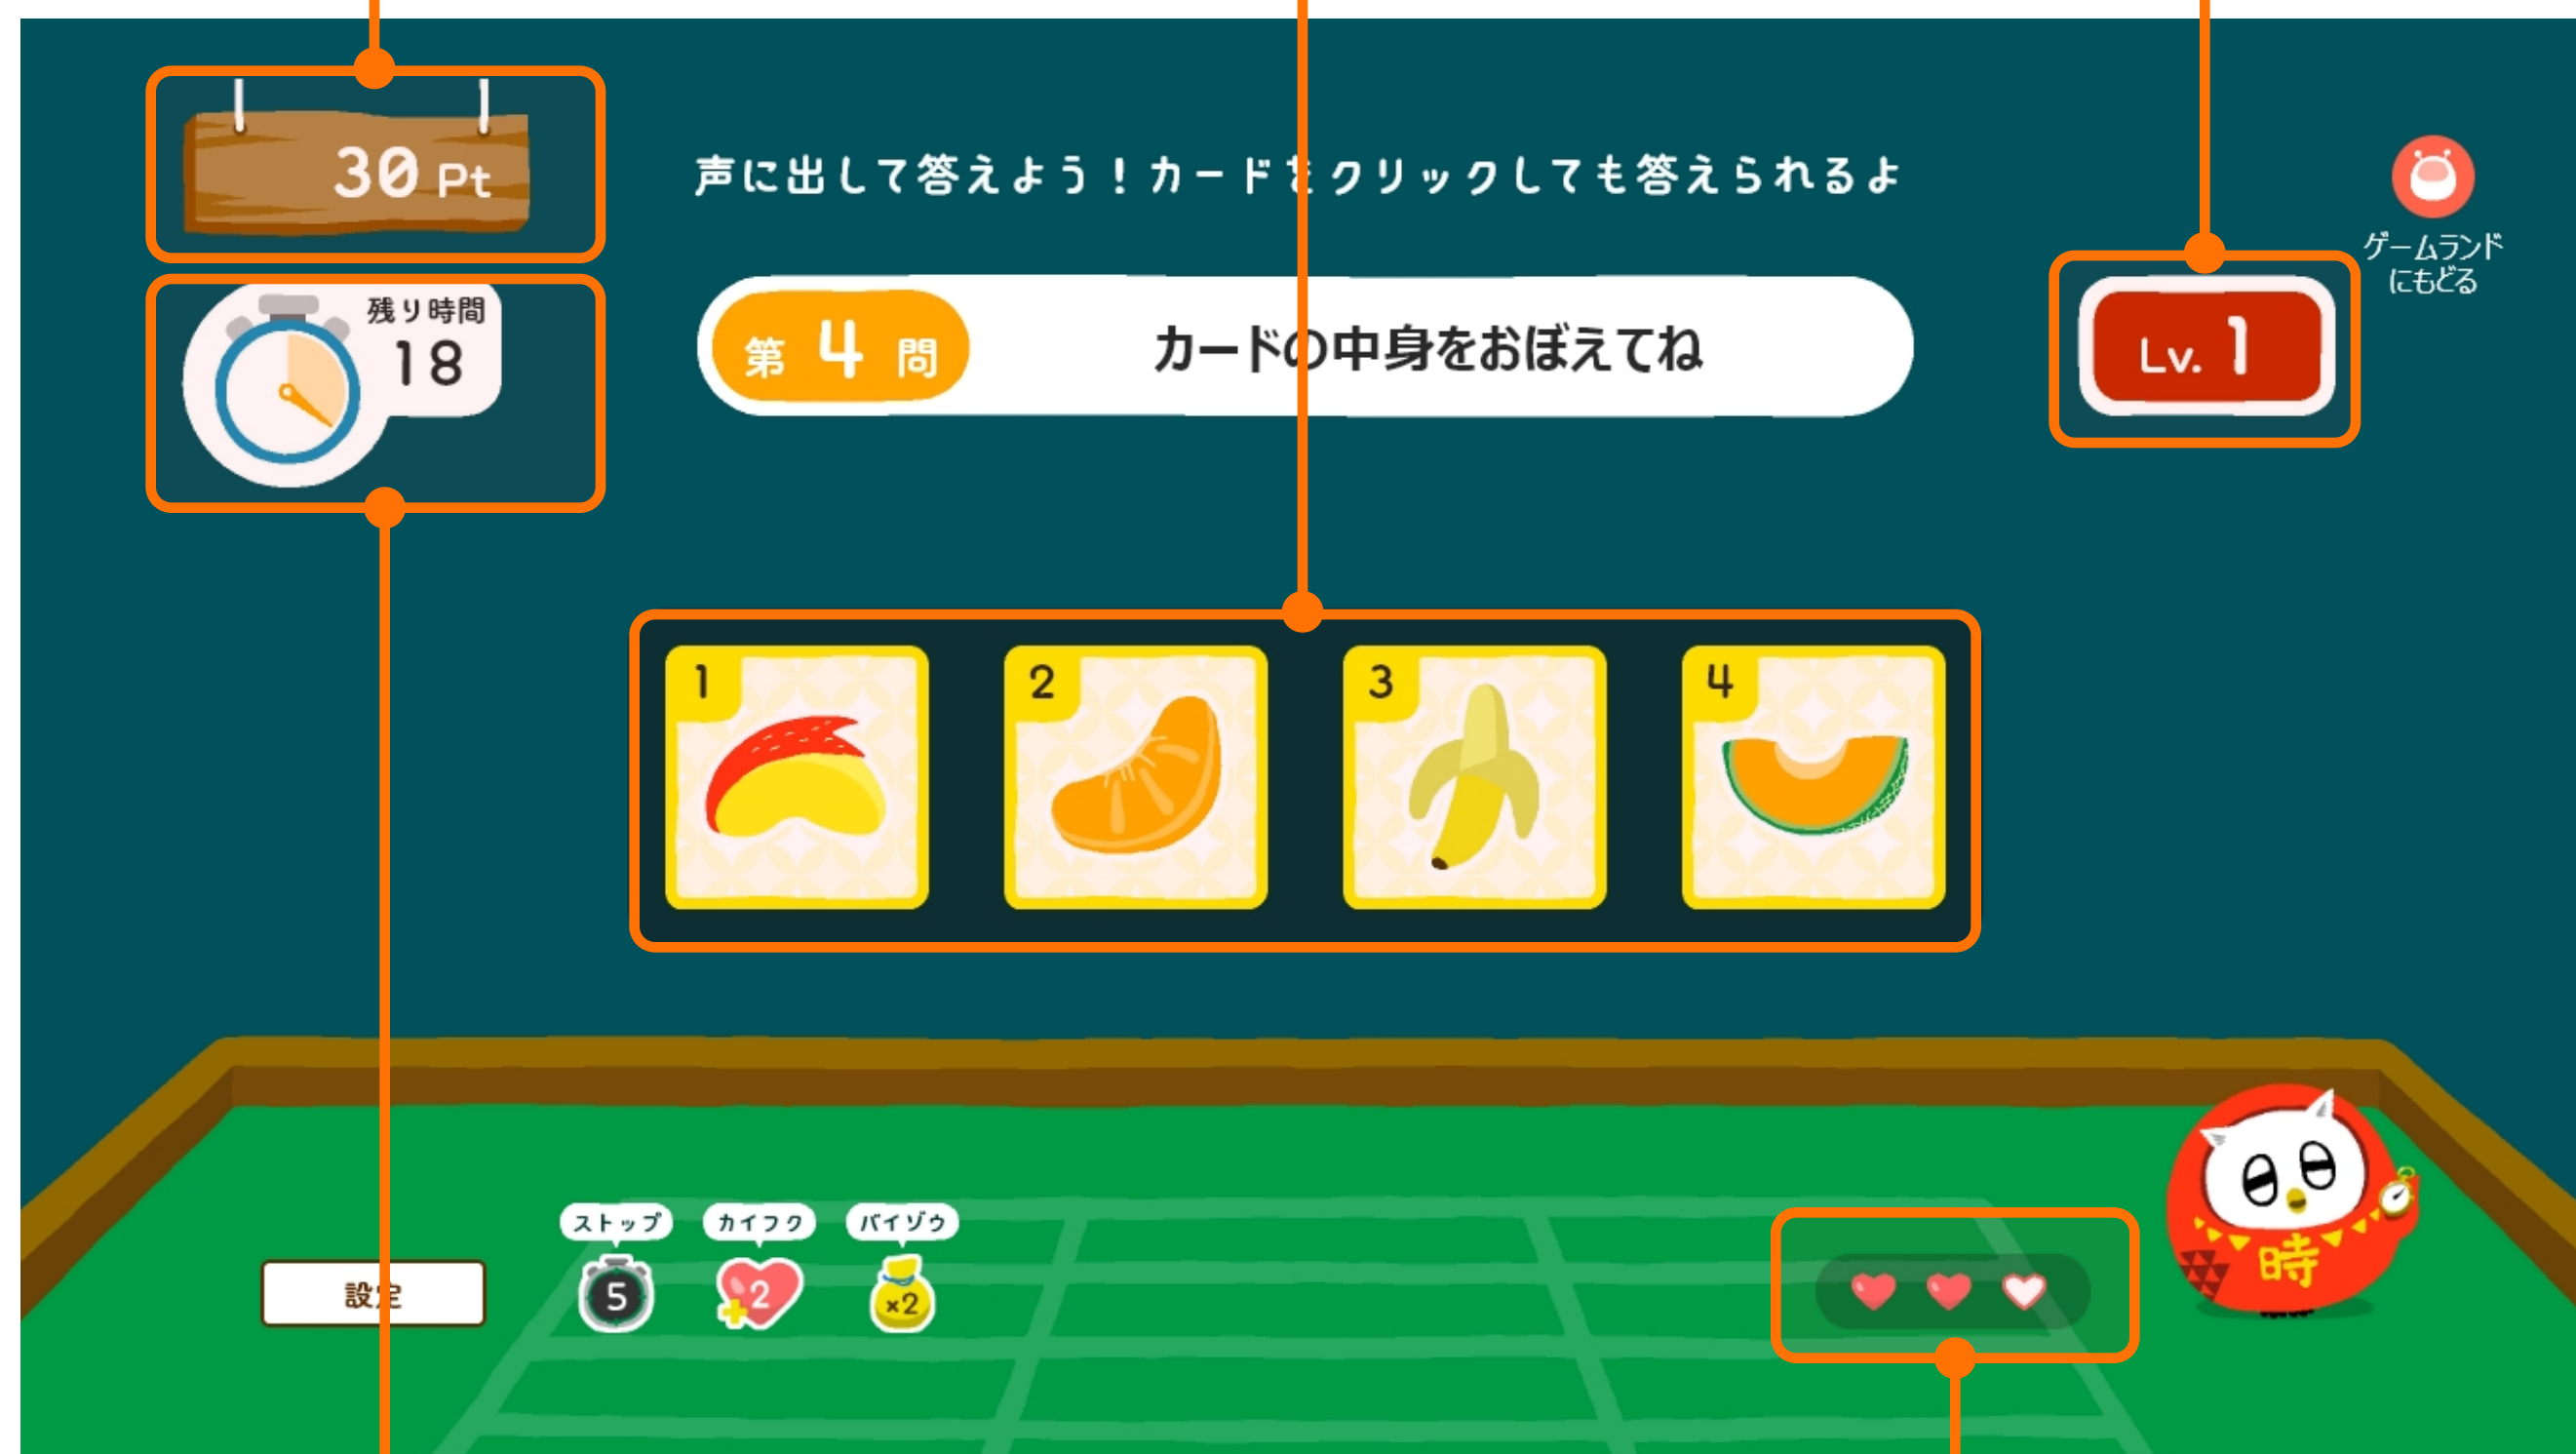 30 Pt
声に出して答えよう！カードをクリックしても答えられるよ
ゲームランド
にもどる
残り時間
18
第 4 問
カードの中身をおぼえてね
Lv. 1
1
2
3
4
ストップ
カイフク
バイゾウ
設定
5
2
×2
時